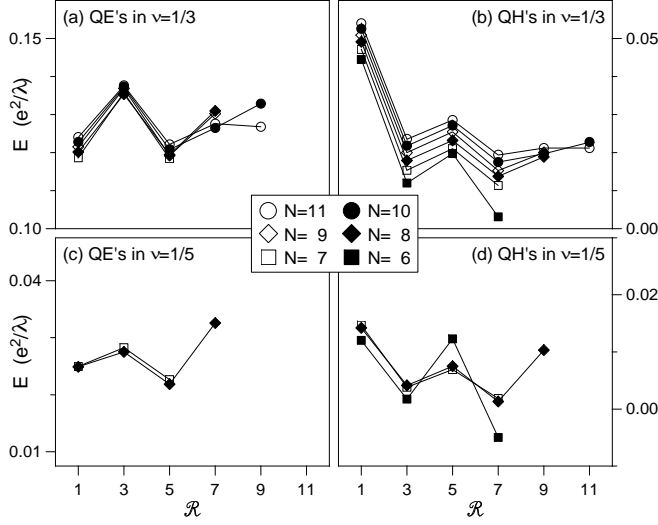 (a) QE's in ν=1/3
(b) QH's in ν=1/3
0.15
0.10
E (e²/λ)
0.05
0.00
N=11
N=10
N= 9
N= 8
N= 7
N= 6
(c) QE's in ν=1/5
(d) QH's in ν=1/5
0.04
0.01
E (e²/λ)
0.02
0.00
1 3 5 7 9 11
1 3 5 7 9 11
ℛ
ℛ